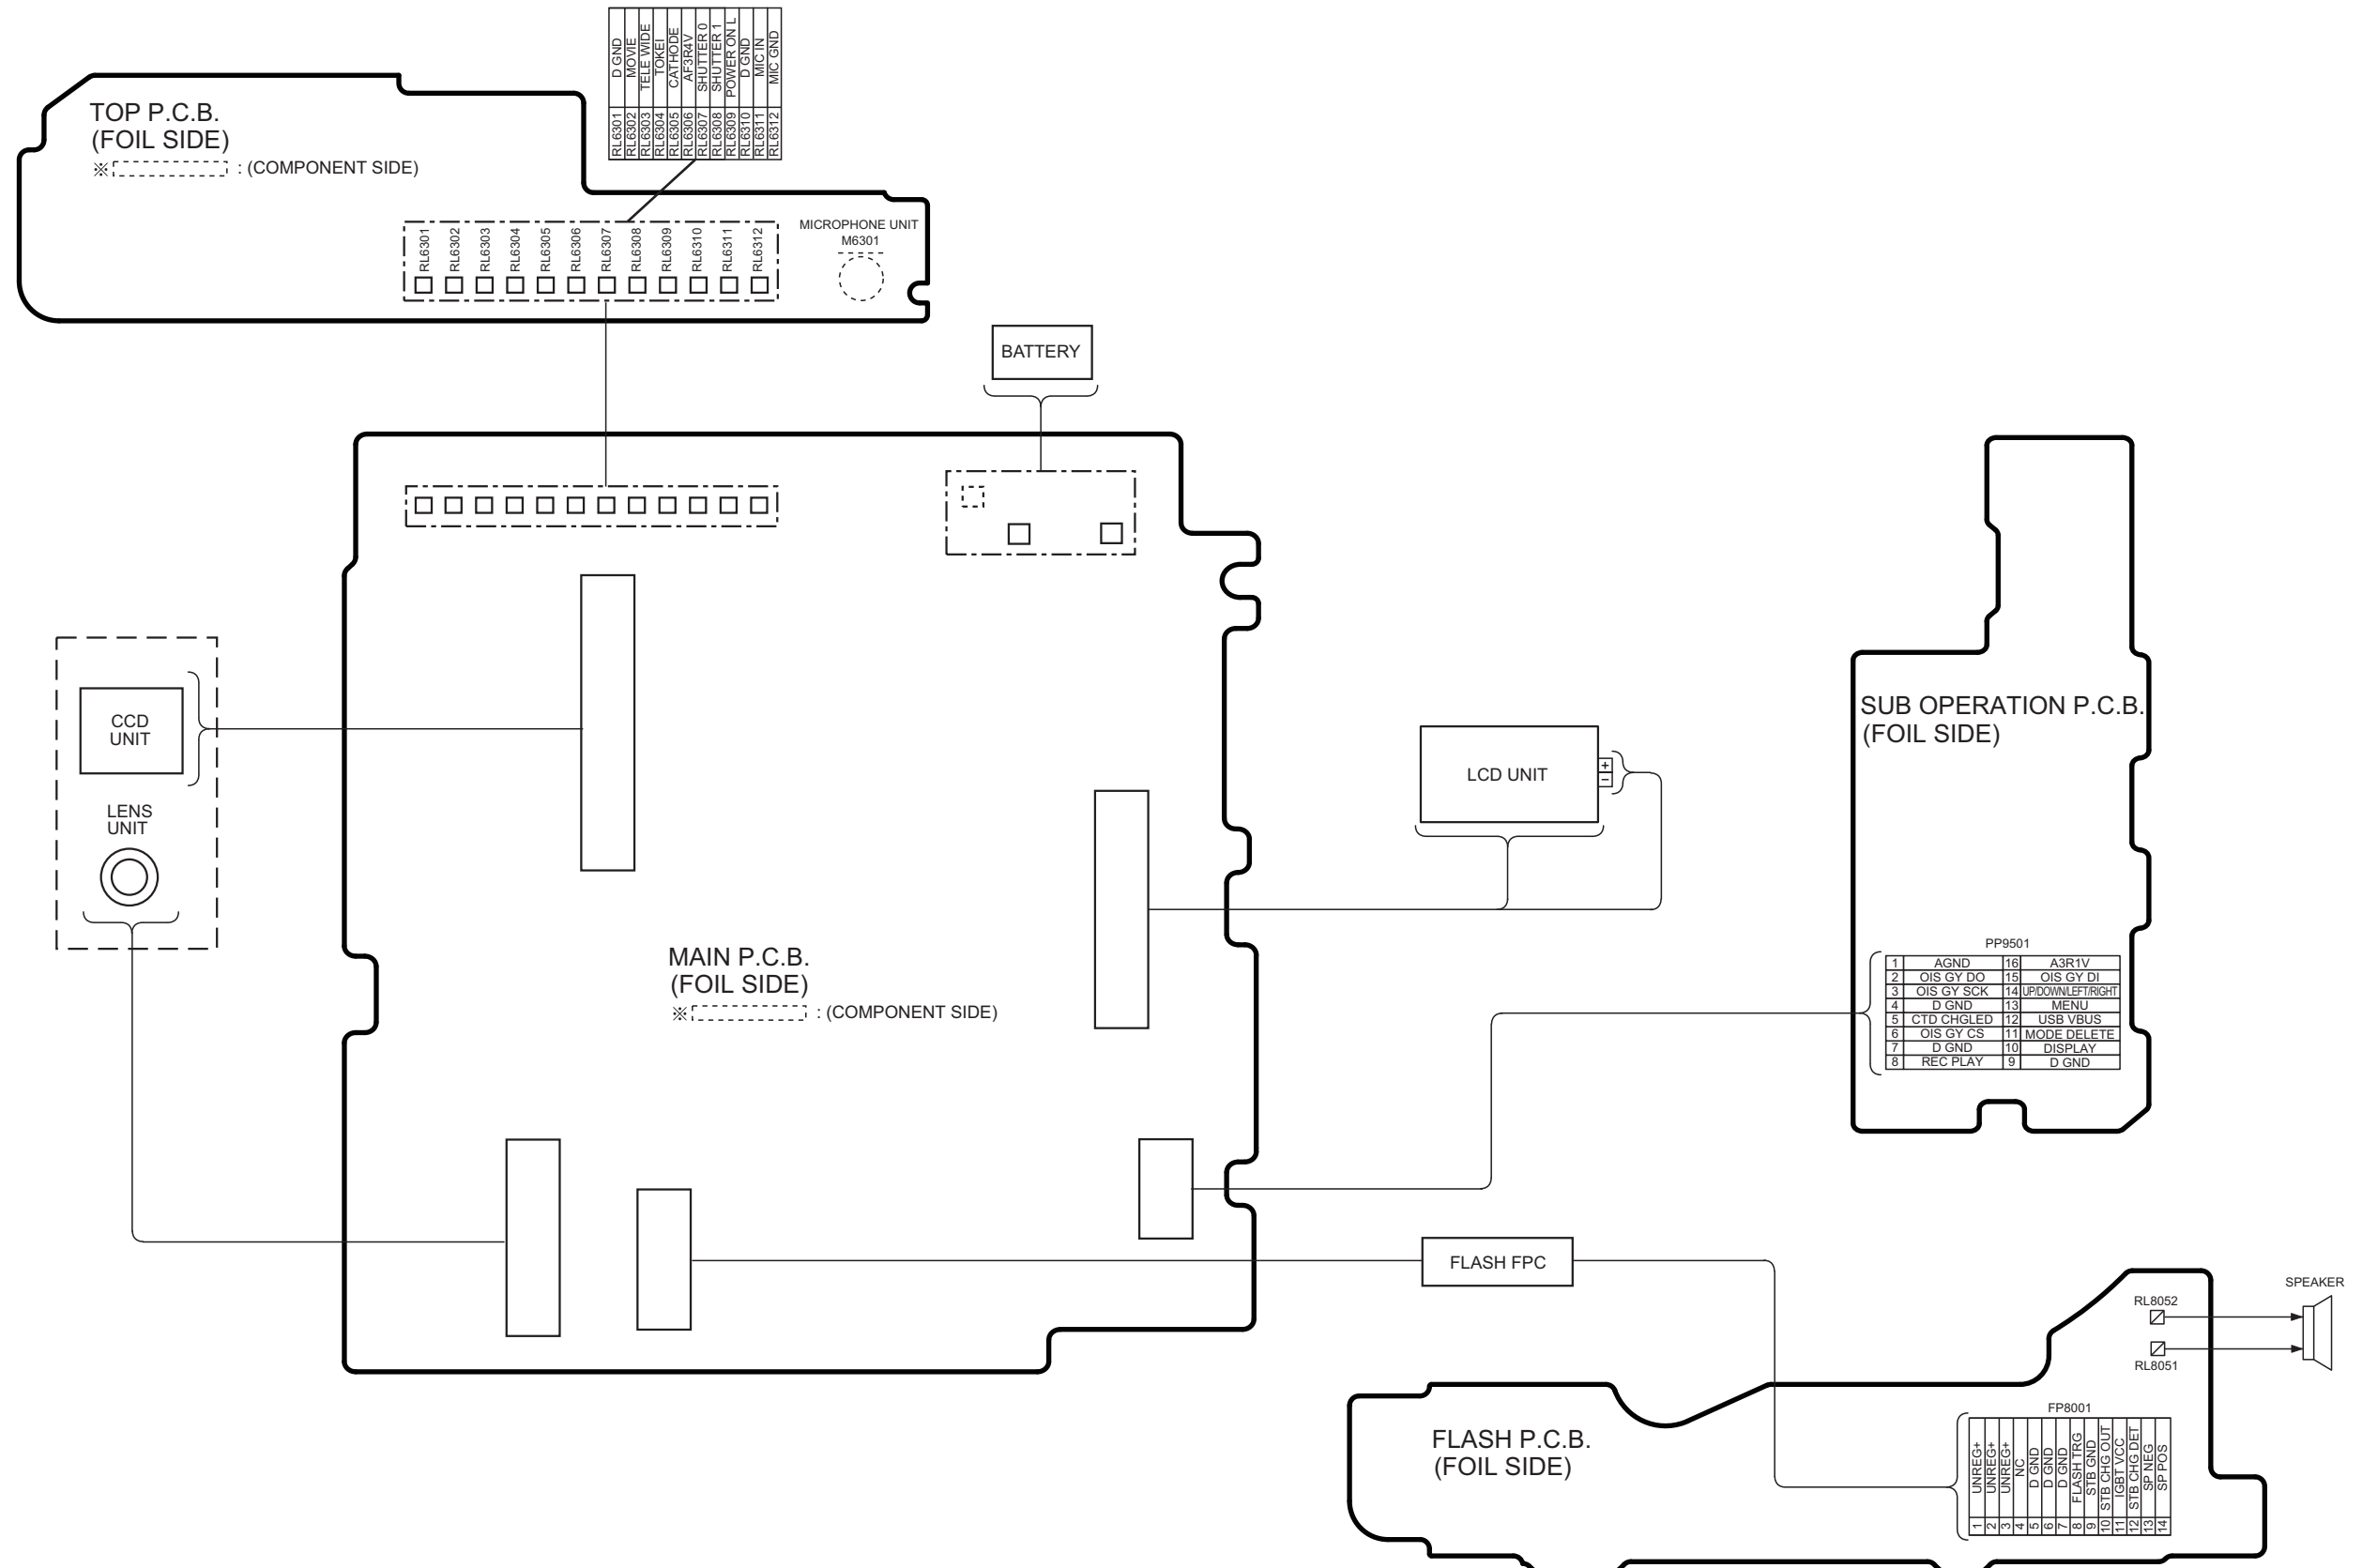 RL6301 D GND
RL6302 MOVIE
RL6303 TELE WIDE
RL6304 TOKEI
RL6305 CATHODE
RL6306 AF3R4V
RL6307 SHUTTER 0
RL6308 SHUTTER 1
RL6309 POWER ON L
RL6310 D GND
RL6311 MIC IN
RL6312 MIC GND
TOP P.C.B.
(FOIL SIDE)
※ : (COMPONENT SIDE)
RL6301
RL6302
RL6303
RL6304
RL6305
RL6306
RL6307
RL6308
RL6309
RL6310
RL6311
RL6312
MICROPHONE UNIT
M6301
BATTERY
CCD
UNIT
LENS
UNIT
MAIN P.C.B.
(FOIL SIDE)
※ : (COMPONENT SIDE)
LCD UNIT
+
−
SUB OPERATION P.C.B.
(FOIL SIDE)
PP9501
1 AGND 16 A3R1V
2 OIS GY DO 15 OIS GY DI
3 OIS GY SCK 14 UP/DOWN/LEFT/RIGHT
4 D GND 13 MENU
5 CTD CHGLED 12 USB VBUS
6 OIS GY CS 11 MODE DELETE
7 D GND 10 DISPLAY
8 REC PLAY 9 D GND
FLASH FPC
SPEAKER
RL8052
RL8051
FLASH P.C.B.
(FOIL SIDE)
FP8001
1 UNREG+
2 UNREG+
3 UNREG+
4 NC
5 D GND
6 D GND
7 D GND
8 FLASH TRG
9 STB GND
10 STB CHG OUT
11 IGBT VCC
12 STB CHG DET
13 SP NEG
14 SP POS